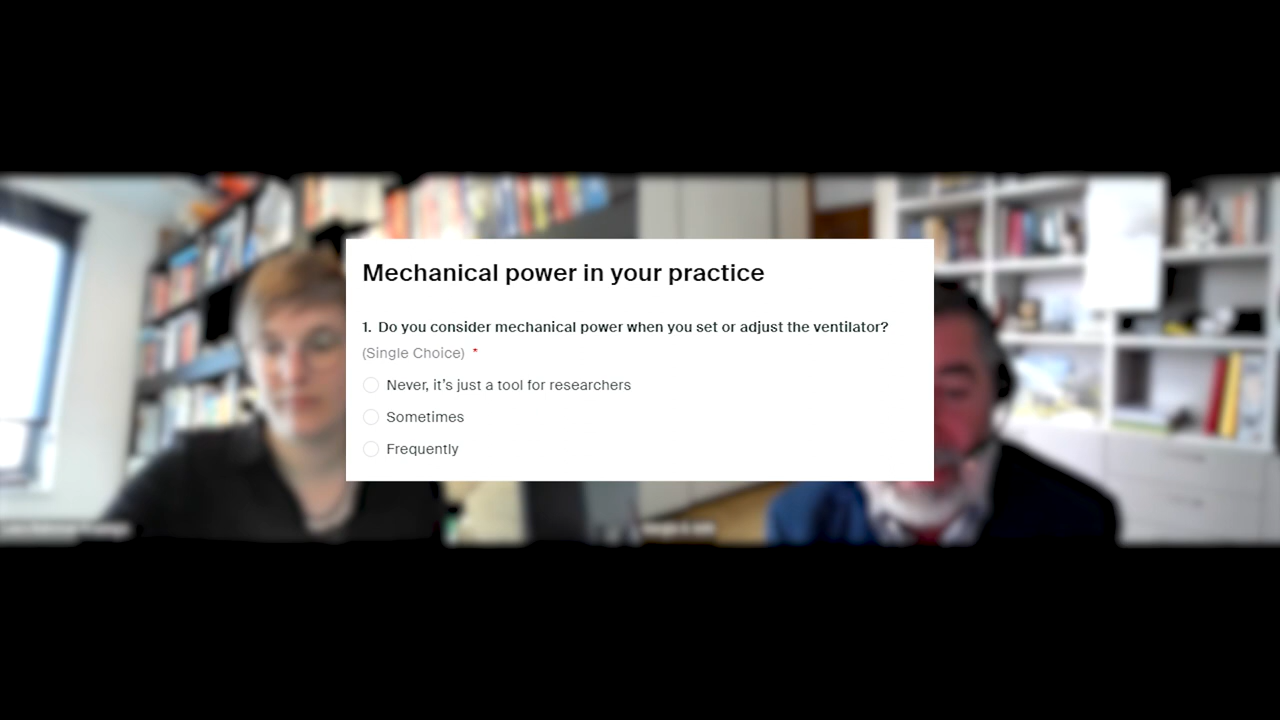 Mechanical power in your practice
1. Do you consider mechanical power when you set or adjust the ventilator?
(Single Choice) *
Never, it’s just a tool for researchers
Sometimes
Frequently